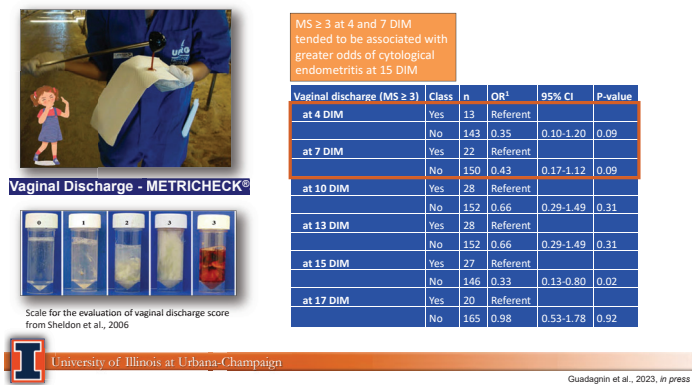 MS ≥ 3 at 4 and 7 DIM
tended to be associated with
greater odds of cytological
endometritis at 15 DIM
Vaginal discharge (MS ≥ 3) Class n OR¹ 95% CI P-value
at 4 DIM Yes 13 Referent
No 143 0.35 0.10-1.20 0.09
at 7 DIM Yes 22 Referent
No 150 0.43 0.17-1.12 0.09
at 10 DIM Yes 28 Referent
No 152 0.66 0.29-1.49 0.31
at 13 DIM Yes 28 Referent
No 152 0.66 0.29-1.49 0.31
at 15 DIM Yes 27 Referent
No 146 0.33 0.13-0.80 0.02
at 17 DIM Yes 20 Referent
No 165 0.98 0.53-1.78 0.92
Vaginal Discharge - METRICHECK®
0 1 2 3 3
Scale for the evaluation of vaginal discharge score
from Sheldon et al., 2006
I
University of Illinois at Urbana-Champaign
Guadagnin et al., 2023, in press